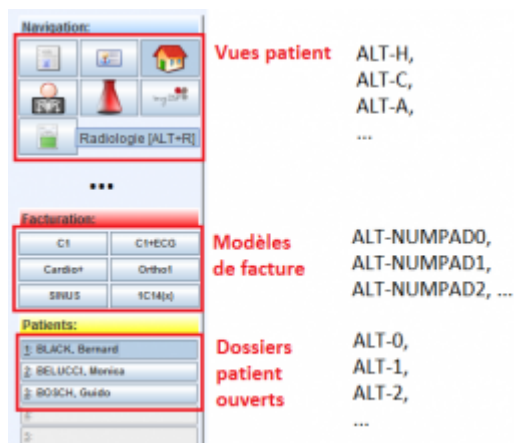 Navigation:
Radiologie [ALT+R]
Vues patient
ALT-H,
ALT-C,
ALT-A,
...
...
Facturation:
C1 C1+ECG
Cardio+ Ortho1
SINUS 1C14(x)
Modèles
de facture
ALT-NUMPAD0,
ALT-NUMPAD1,
ALT-NUMPAD2, ...
Patients:
1: BLACK, Bernard
2: BELUCCI, Monica
3: BOSCH, Guido
Dossiers
patient
ouverts
ALT-0,
ALT-1,
ALT-2,
...